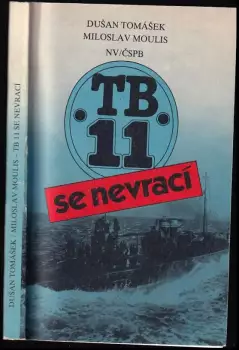 DUŠAN TOMÁŠEK
MILOSLAV MOULIS
NV/ČSPB
TB
11
se nevrací
DUŠAN TOMÁŠEK / MILOSLAV MOULIS – TB 11 SE NEVRACÍ